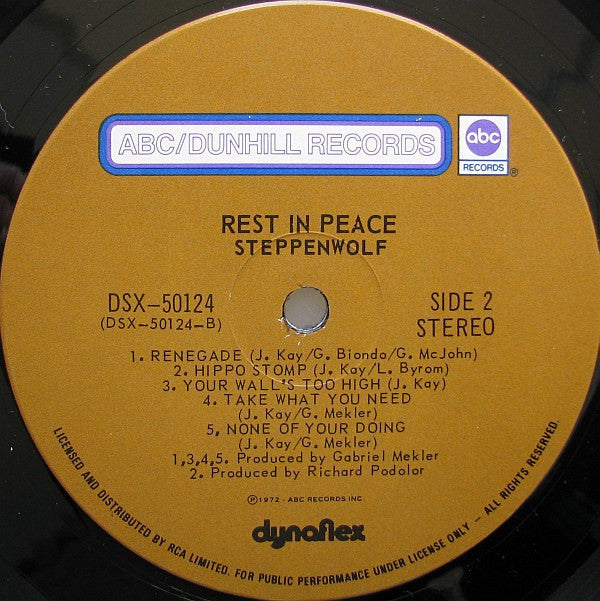 ABC/DUNHILL RECORDS
abc
RECORDS
REST IN PEACE
STEPPENWOLF
DSX-50124
(DSX-50124-B)
SIDE 2
STEREO
1. RENEGADE (J. Kay/G. Biondo/G. McJohn)
2. HIPPO STOMP (J. Kay/L. Byrom)
3. YOUR WALL'S TOO HIGH (J. Kay)
4. TAKE WHAT YOU NEED
(J. Kay/G. Mekler)
5, NONE OF YOUR DOING
(J. Kay/G. Mekler)
1,3,4,5. Produced by Gabriel Mekler
2. Produced by Richard Podolor
℗1972 - ABC RECORDS INC.
dynaflex
LICENSED AND DISTRIBUTED BY RCA LIMITED. FOR PUBLIC PERFORMANCE UNDER LICENSE ONLY - ALL RIGHTS RESERVED.